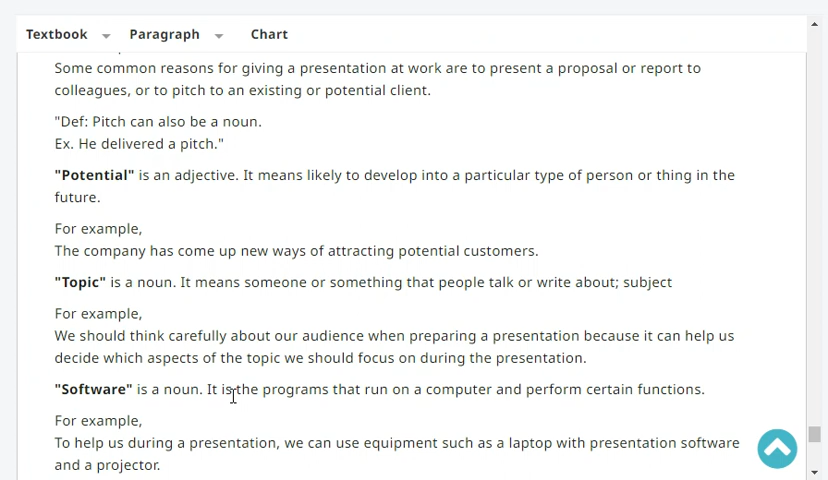 Textbook Paragraph Chart
Some common reasons for giving a presentation at work are to present a proposal or report to
colleagues, or to pitch to an existing or potential client.
"Def: Pitch can also be a noun.
Ex. He delivered a pitch."
"Potential" is an adjective. It means likely to develop into a particular type of person or thing in the
future.
For example,
The company has come up new ways of attracting potential customers.
"Topic" is a noun. It means someone or something that people talk or write about; subject
For example,
We should think carefully about our audience when preparing a presentation because it can help us
decide which aspects of the topic we should focus on during the presentation.
"Software" is a noun. It is the programs that run on a computer and perform certain functions.
For example,
To help us during a presentation, we can use equipment such as a laptop with presentation software
and a projector.